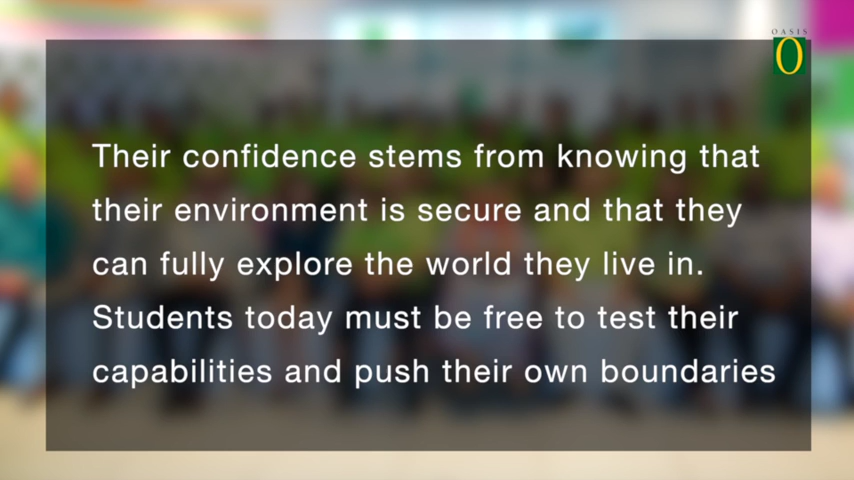 OASIS
O
Their confidence stems from knowing that
their environment is secure and that they
can fully explore the world they live in.
Students today must be free to test their
capabilities and push their own boundaries